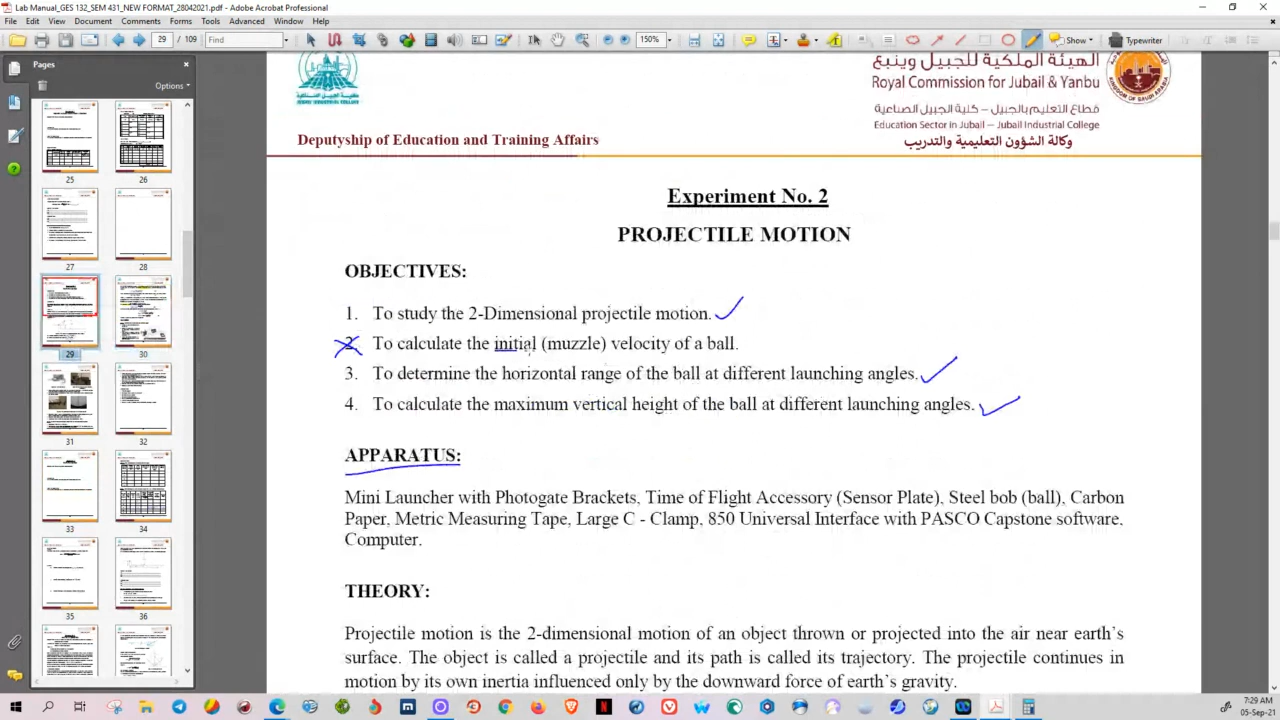 Lab Manual_GES 132_SEM 431_NEW FORMAT_28042021.pdf - Adobe Acrobat Professional
File Edit View Document Comments Forms Tools Advanced Window Help
29 / 109 Find 150 Show Typewriter
Pages
Options
25 26
27 28
29 30
31 32
33 34
35 36
الهيئة الملكية للجبيل وينبع
Royal Commission for Jubail & Yanbu
قطاع التعليم بالجبيل – كلية الجبيل الصناعية
Education Sector in Jubail – Jubail Industrial College
وكالة الشؤون التعليمية والتدريب
Deputyship of Education and Training Affairs
Experiment No. 2
PROJECTILE MOTION
OBJECTIVES:
1. To study the 2-Dimensional projectile motion.
2. To calculate the initial (muzzle) velocity of a ball.
To determine the horizontal range of the ball at different launching angles.
4. To calculate the maximum vertical height of the ball at different launching angles.
APPARATUS:
Mini Launcher with Photogate Brackets, Time of Flight Accessory (Sensor Plate), Steel bob (ball), Carbon
Paper, Metric Measuring Tape, Large C - Clamp, 850 Universal Interface with PASCO Capstone software,
Computer.
THEORY:
Projectile motion is a 2-dimensional motion of an object thrown or projected into the air near earth's
surface. The object is called a projectile and its path is called its trajectory. The projectile continues in
motion by its own inertia influenced only by the downward force of earth's gravity.
7:29 AM
05-Sep-21